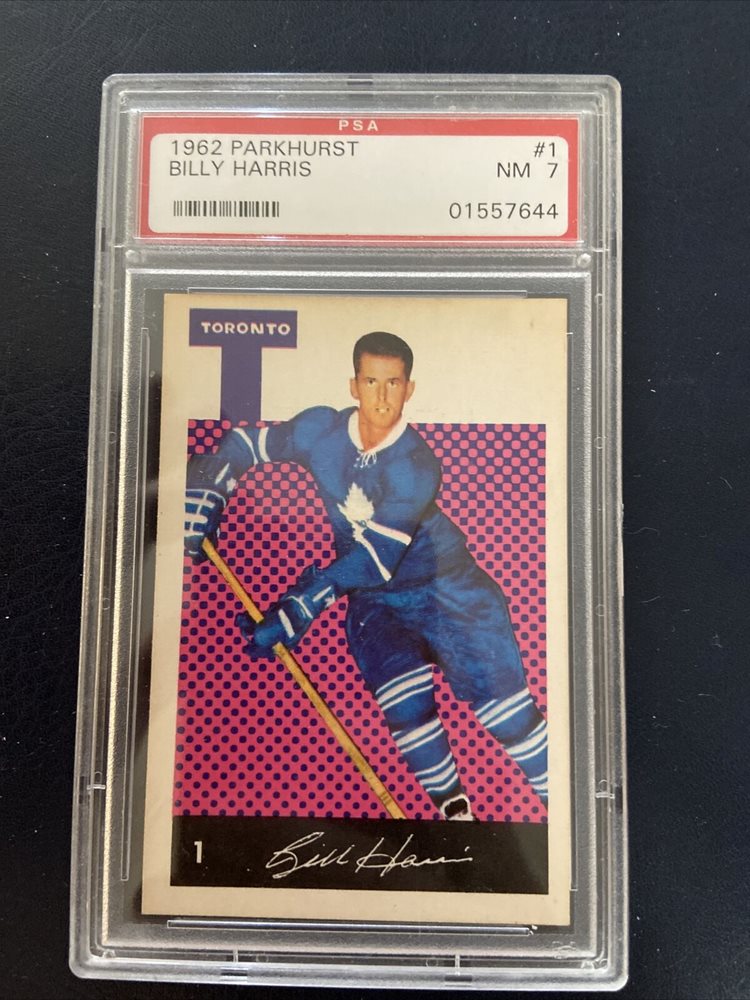 PSA
1962 PARKHURST #1
BILLY HARRIS NM 7
01557644
TORONTO
1 Bill Harris